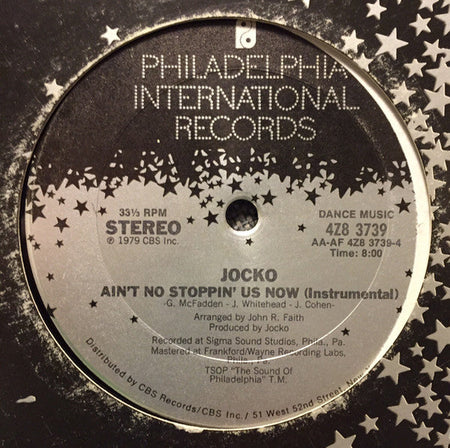 PHILADELPHIA
INTERNATIONAL
RECORDS
33⅓ RPM
STEREO
℗ 1979 CBS Inc.
DANCE MUSIC
4Z8 3739
AA-AF 4Z8 3739-4
Time: 8:00
JOCKO
AIN'T NO STOPPIN' US NOW (Instrumental)
-G. McFadden - J. Whitehead - J. Cohen-
Arranged by John R. Faith
Produced by Jocko
Recorded at Sigma Sound Studios, Phila., Pa.
Mastered at Frankford/Wayne Recording Labs,
Phila., Pa.
TSOP "The Sound Of
Philadelphia" T.M.
Distributed by CBS Records/CBS Inc./ 51 West 52nd Street, New